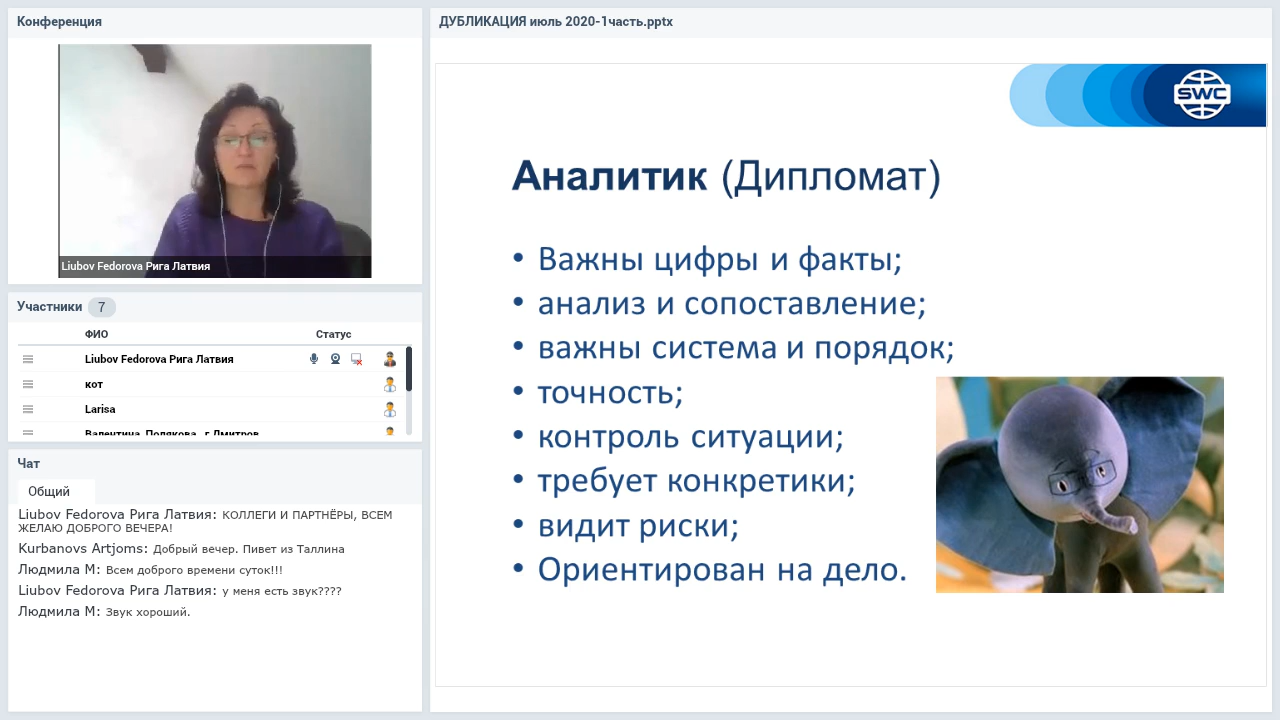 Конференция
Liubov Fedorova Рига Латвия
Участники 7
ФИО Статус
Liubov Fedorova Рига Латвия
кот
Larisa
Валентина Полякова г.Дмитров
Чат
Общий
Liubov Fedorova Рига Латвия: КОЛЛЕГИ И ПАРТНЁРЫ, ВСЕМ
ЖЕЛАЮ ДОБРОГО ВЕЧЕРА!
Kurbanovs Artjoms: Добрый вечер. Пивет из Таллина
Людмила М: Всем доброго времени суток!!!
Liubov Fedorova Рига Латвия: у меня есть звук????
Людмила М: Звук хороший.
ДУБЛИКАЦИЯ июль 2020-1часть.pptx
SWC
Аналитик (Дипломат)
• Важны цифры и факты;
• анализ и сопоставление;
• важны система и порядок;
• точность;
• контроль ситуации;
• требует конкретики;
• видит риски;
• Ориентирован на дело.